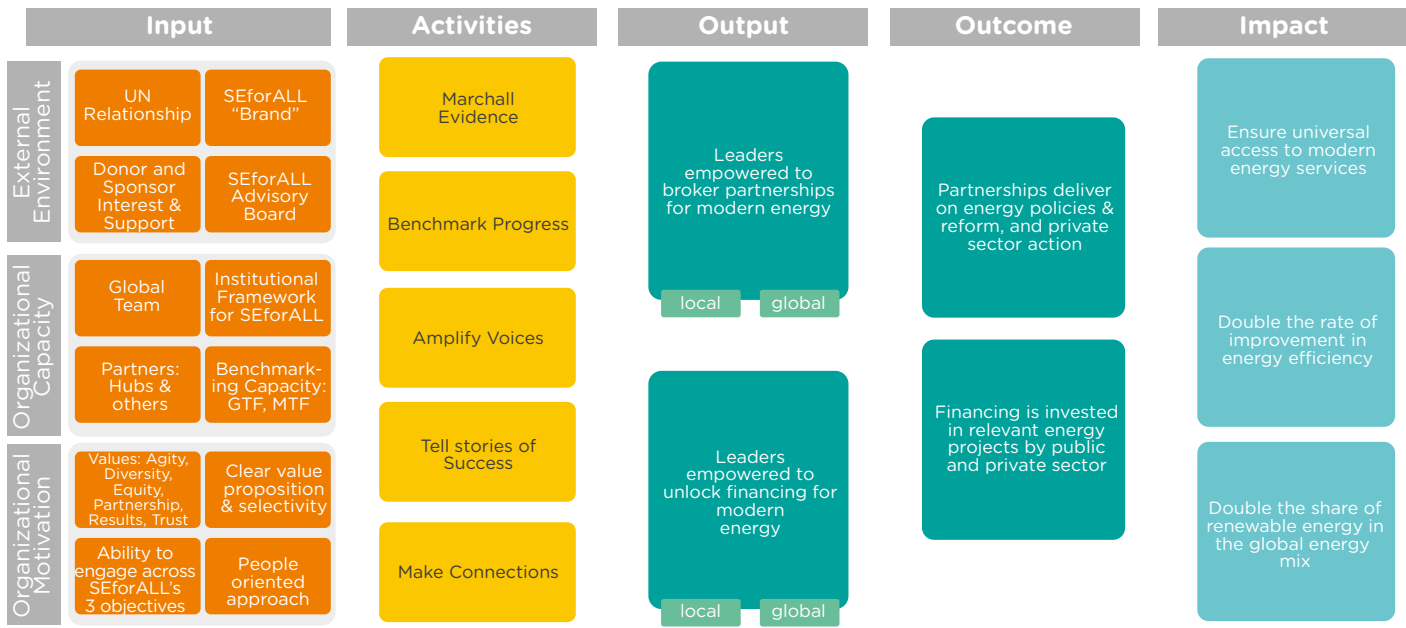 Input
Activities
Output
Outcome
Impact
External
Environment
UN
Relationship
SEforALL
“Brand”
Donor and
Sponsor
Interest &
Support
SEforALL
Advisory
Board
Organizational
Capacity
Global
Team
Institutional
Framework
for SEforALL
Partners:
Hubs &
others
Benchmark-
ing Capacity:
GTF, MTF
Organizational
Motivation
Values: Agity,
Diversity,
Equity,
Partnership,
Results, Trust
Clear value
proposition
& selectivity
Ability to
engage across
SEforALL’s
3 objectives
People
oriented
approach
Marchall
Evidence
Benchmark Progress
Amplify Voices
Tell stories of
Success
Make Connections
Leaders
empowered to
broker partnerships
for modern energy
local
global
Leaders
empowered to
unlock financing for
modern
energy
local
global
Partnerships deliver
on energy policies &
reform, and private
sector action
Financing is invested
in relevant energy
projects by public
and private sector
Ensure universal
access to modern
energy services
Double the rate of
improvement in
energy efficiency
Double the share of
renewable energy in
the global energy
mix